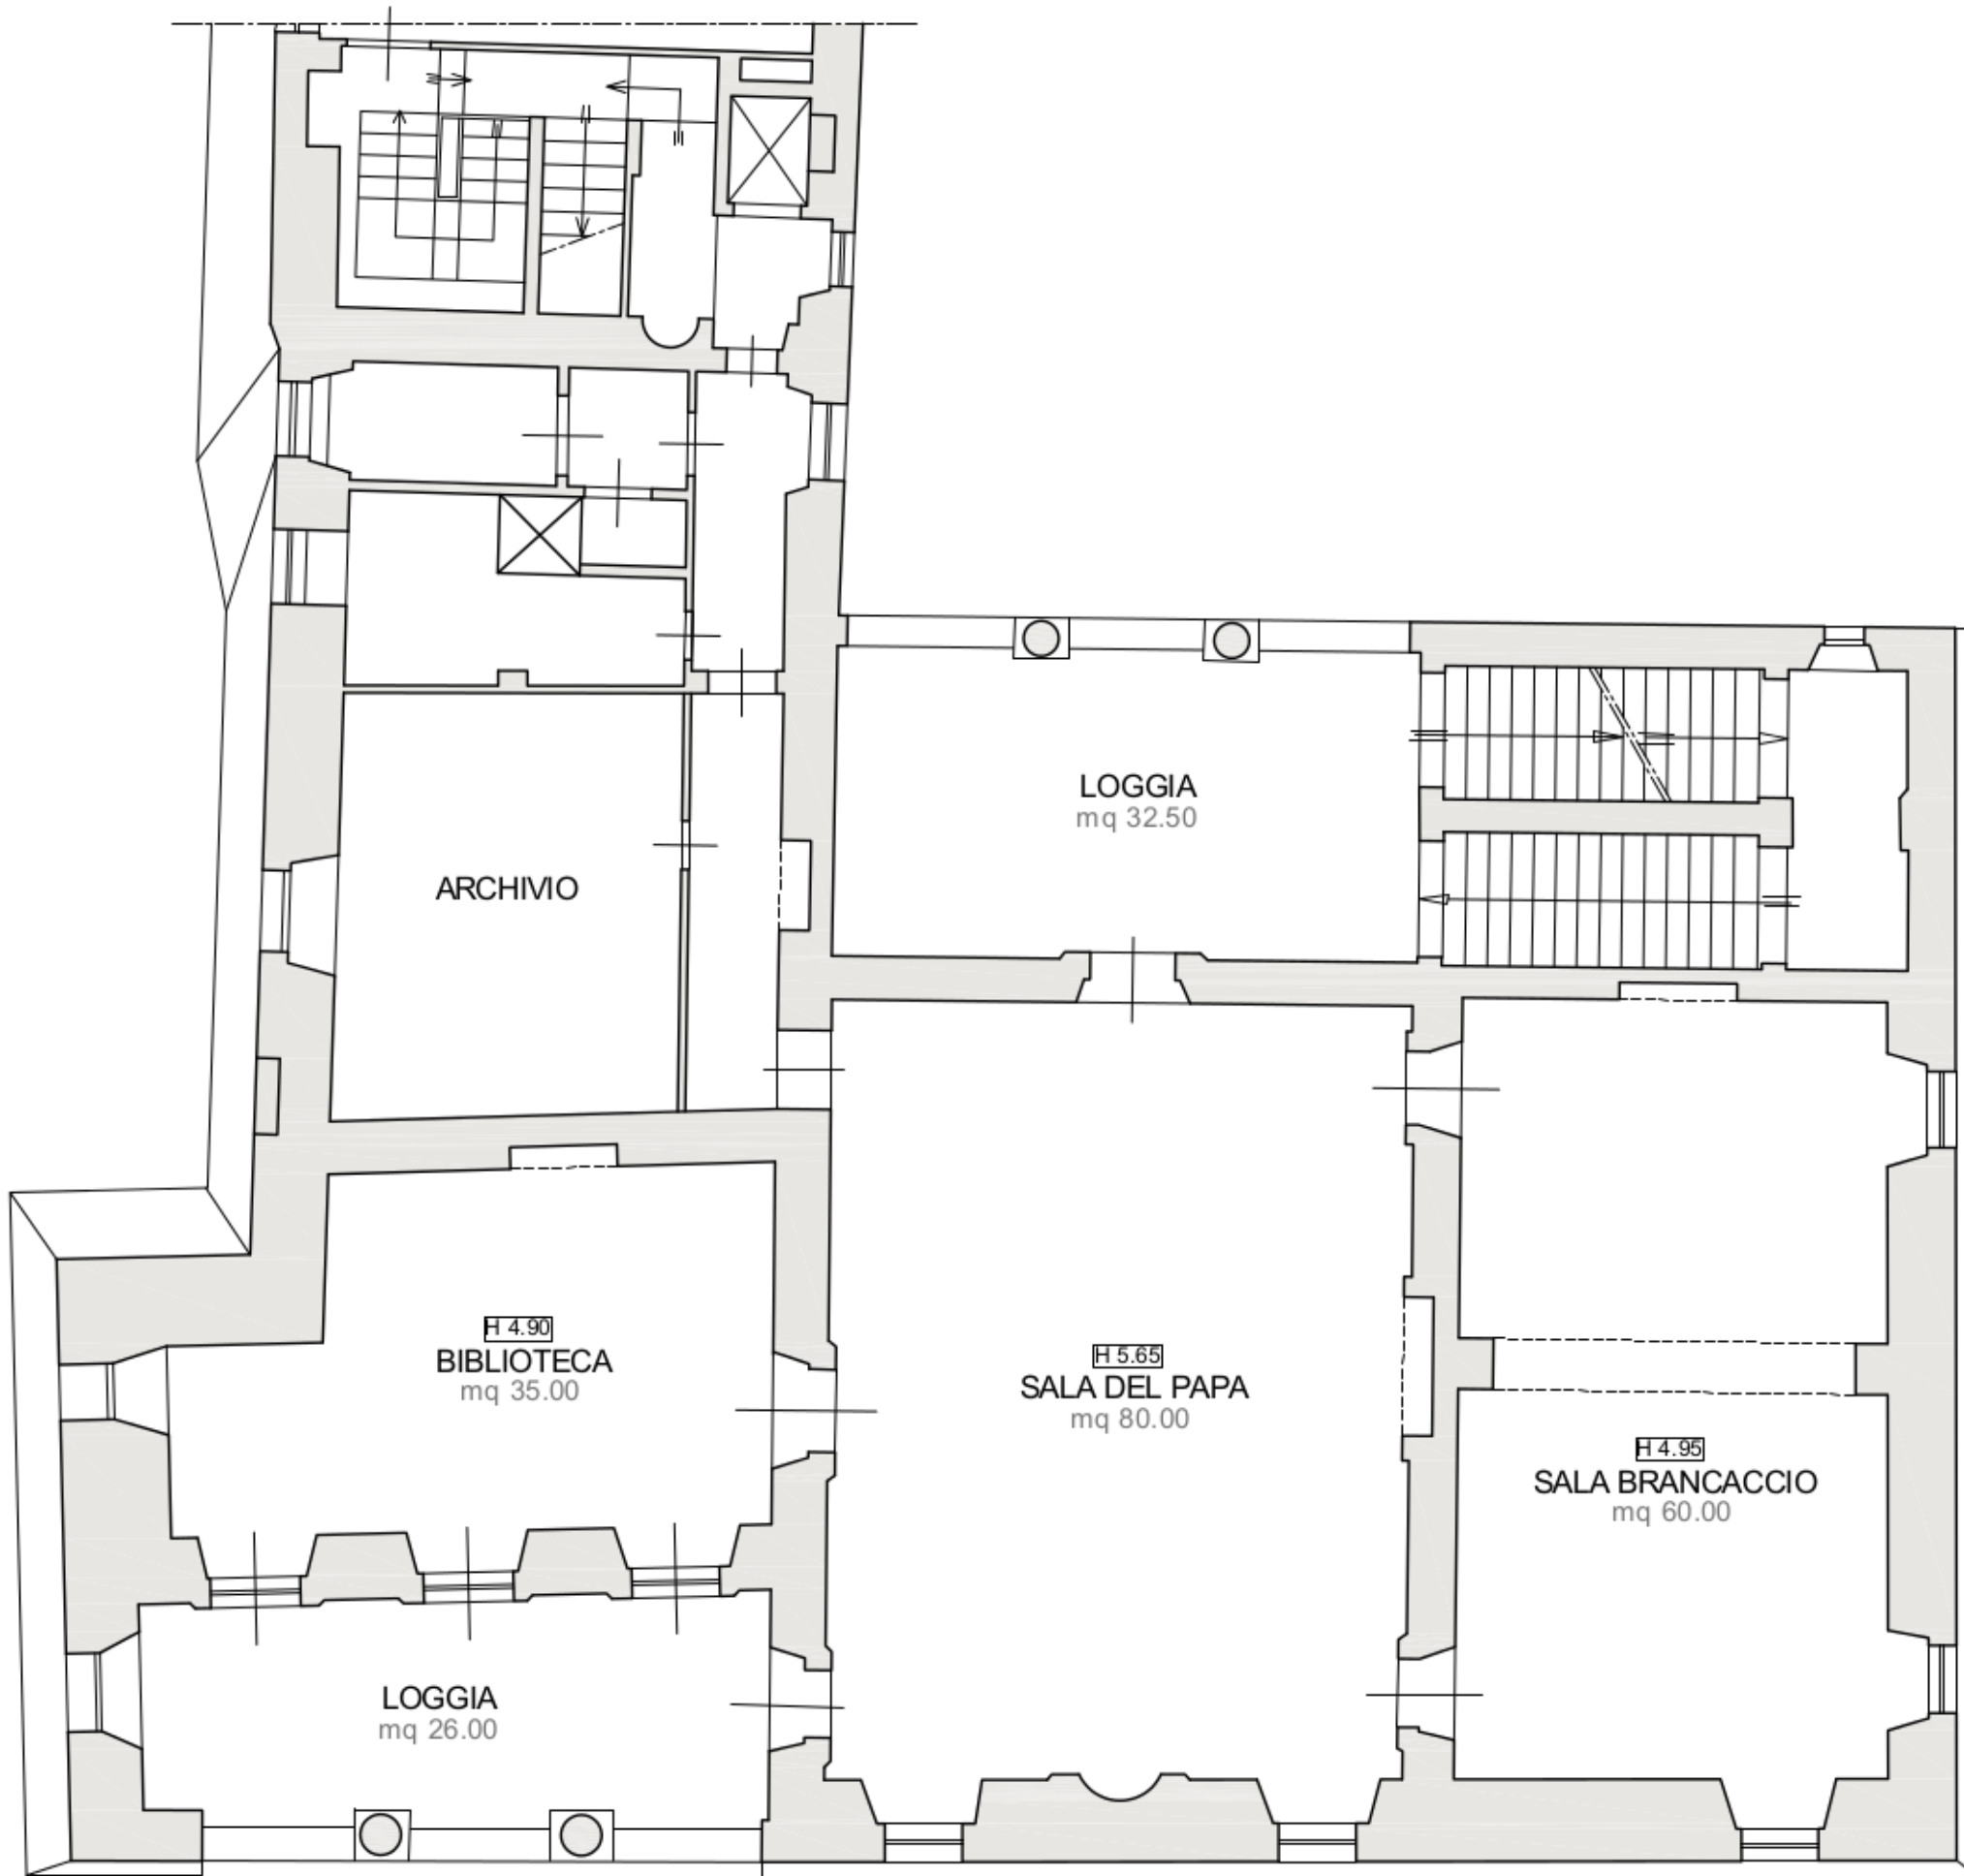 LOGGIA
mq 32.50
ARCHIVIO
H 4.90
BIBLIOTECA
mq 35.00
H 5.65
SALA DEL PAPA
mq 80.00
H 4.95
SALA BRANCACCIO
mq 60.00
LOGGIA
mq 26.00